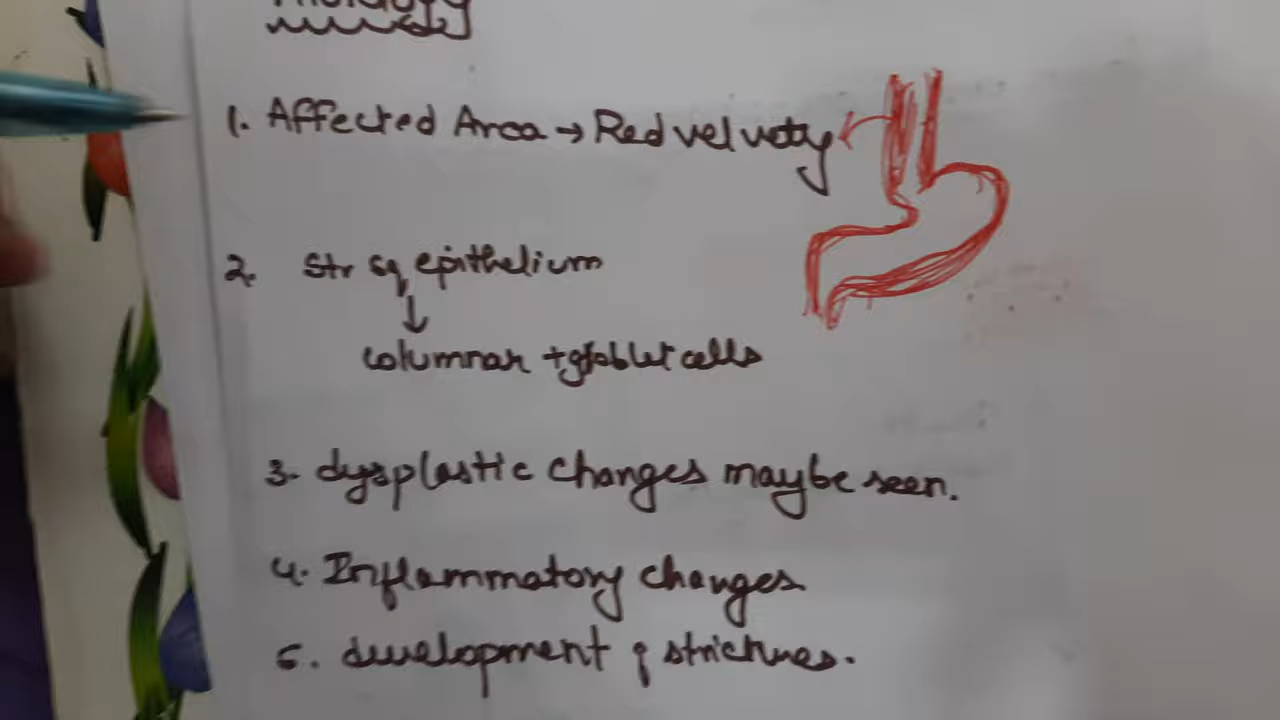 1. Affected Area → Red velvety
2. Str sq epithelium
↓
columnar + goblet cells
3. dysplastic changes maybe seen.
4. Inflammatory changes
5. development of strictures.